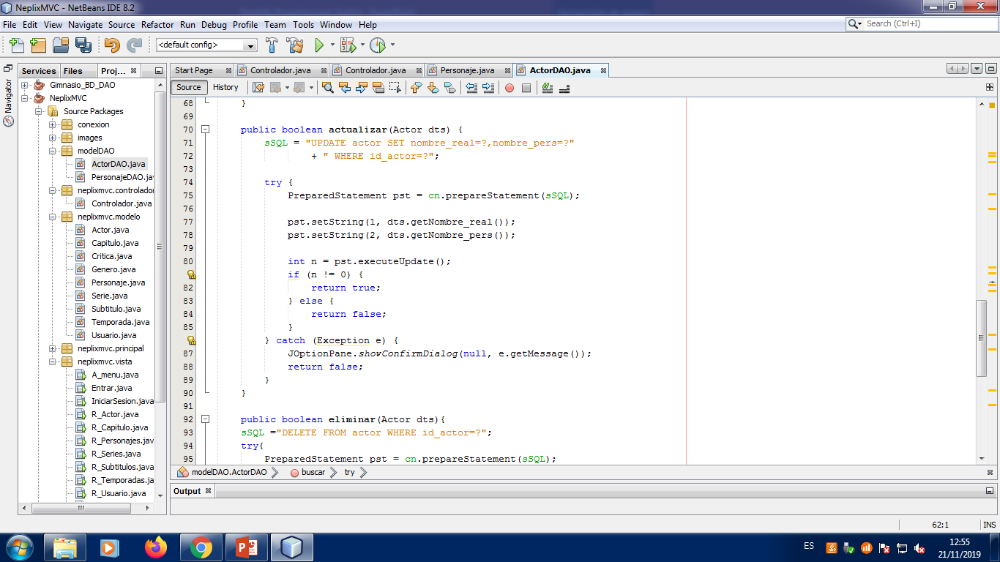 NeplixMVC - NetBeans IDE 8.2
File Edit View Navigate Source Refactor Run Debug Profile Team Tools Window Help
Search (Ctrl+I)
<default config>
Services Files Proj...
Start Page Controlador.java Controlador.java Personaje.java ActorDAO.java
Source History
Navigator
Gimnasio_BD_DAO
NeplixMVC
Source Packages
conexion
images
modelDAO
ActorDAO.java
PersonajeDAO.jav
neplixmvc.controlador
Controlador.java
neplixmvc.modelo
Actor.java
Capitulo.java
Critica.java
Genero.java
Personaje.java
Serie.java
Subtitulo.java
Temporada.java
Usuario.java
neplixmvc.principal
neplixmvc.vista
A_menu.java
Entrar.java
IniciarSesion.java
R_Actor.java
R_Capitulo.java
R_Personajes.jav
R_Series.java
R_Subtitulos.java
R_Temporadas.ja
R_Usuario.java
68 }
69
70 public boolean actualizar(Actor dts) {
71 sSQL = "UPDATE actor SET nombre_real=?,nombre_pers=?"
72 + " WHERE id_actor=?";
73
74 try {
75 PreparedStatement pst = cn.prepareStatement(sSQL);
76
77 pst.setString(1, dts.getNombre_real());
78 pst.setString(2, dts.getNombre_pers());
79
80 int n = pst.executeUpdate();
if (n != 0) {
82 return true;
83 } else {
84 return false;
85 }
} catch (Exception e) {
87 JOptionPane.showConfirmDialog(null, e.getMessage());
88 return false;
89 }
90 }
91
92 public boolean eliminar(Actor dts){
93 sSQL ="DELETE FROM actor WHERE id_actor=?";
94 try{
95 PreparedStatement pst = cn.prepareStatement(sSQL);
modelDAO.ActorDAO buscar try
Output
62:1 INS
ES
12:55
21/11/2019